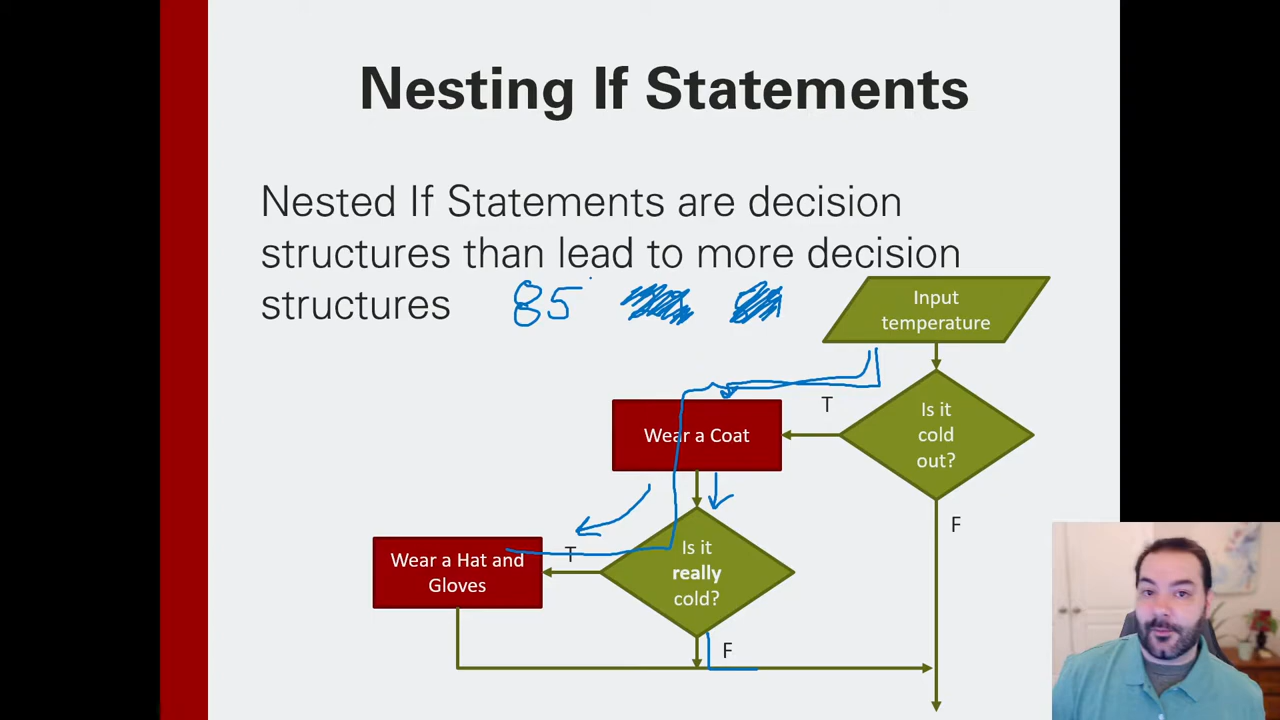 Nesting If Statements
Nested If Statements are decision
structures than lead to more decision
structures
85
Input
temperature
Is it
cold
out?
T
F
Wear a Coat
Is it
really
cold?
T
F
Wear a Hat and
Gloves